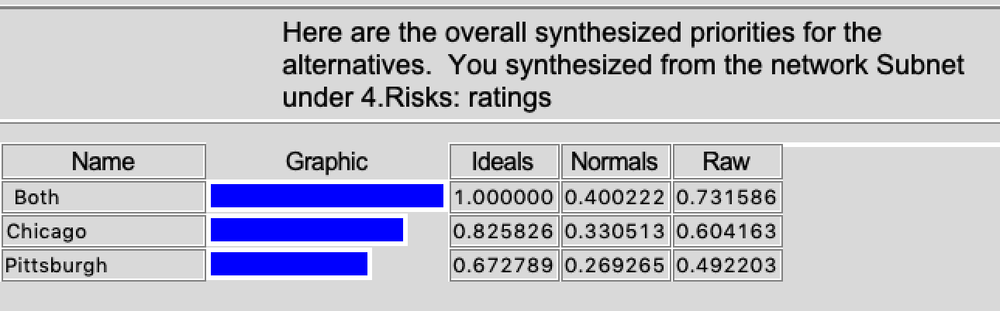 Here are the overall synthesized priorities for the
alternatives.  You synthesized from the network Subnet
under 4.Risks: ratings
Name Graphic Ideals Normals Raw
Both 1.000000 0.400222 0.731586
Chicago 0.825826 0.330513 0.604163
Pittsburgh 0.672789 0.269265 0.492203